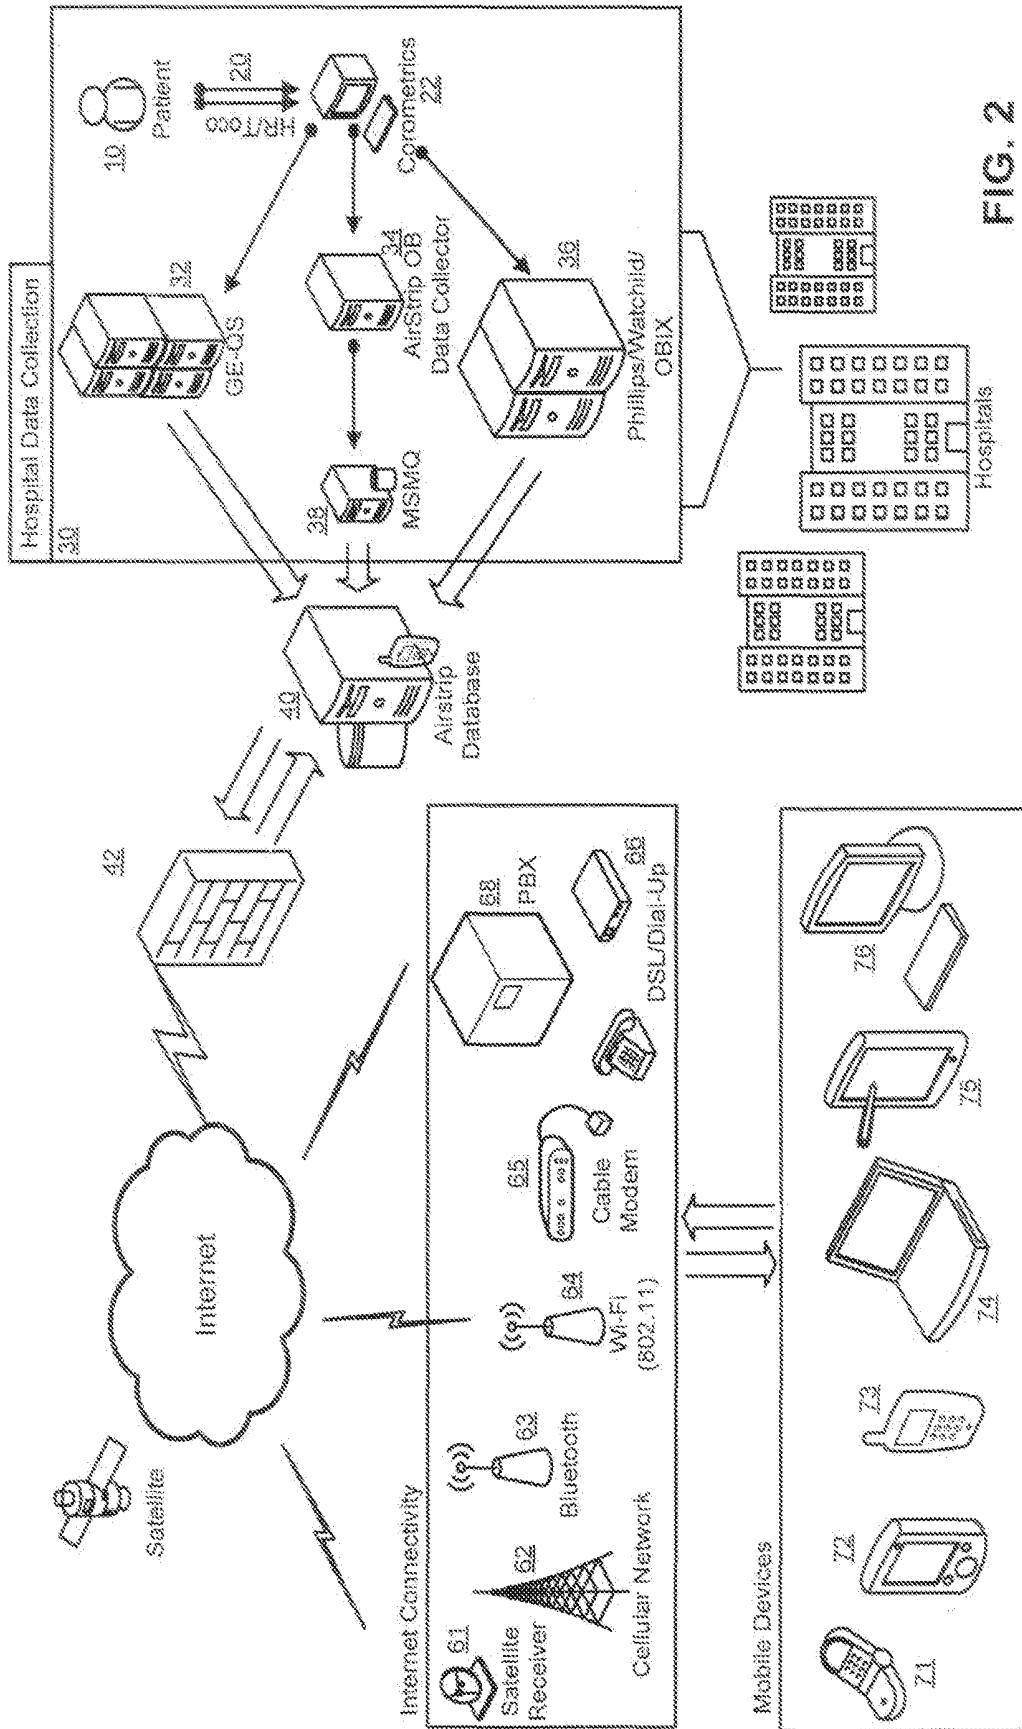 Hospital Data Collection
30
10
Patient
HR/Toco
20
Corometrics
22
32
GE-QS
34
AirStrip OB
Data Collector
36
Phillips/Watchild/
OBIX
38
MSMQ
Hospitals
40
Airstrip
Database
42
Internet
Satellite
Internet Connectivity
61
Satellite
Receiver
62
Cellular Network
63
Bluetooth
64
Wi-Fi
(802.11)
65
Cable
Modem
66
DSL/Dial-Up
68
PBX
Mobile Devices
71
72
73
74
75
76
FIG. 2